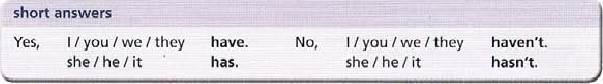 short answers
Yes, I / you / we / they have. No, I / you / we / they haven't.
she / he / it has. she / he / it hasn't.